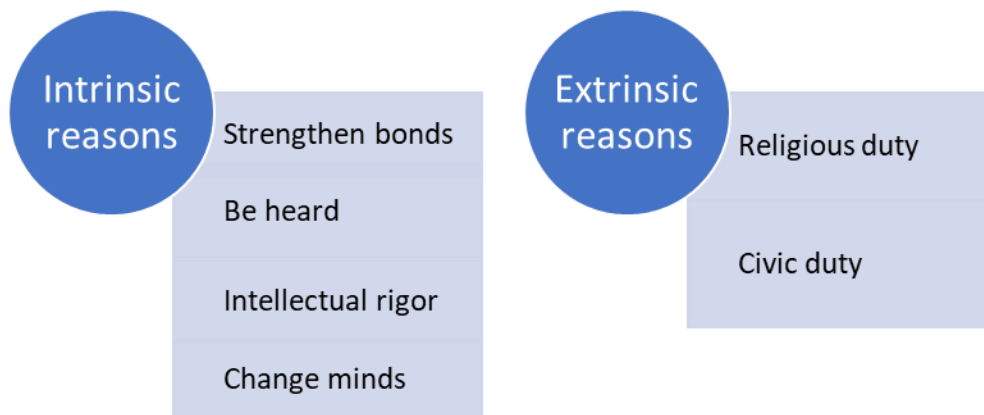 Intrinsic
reasons
Strengthen bonds
Be heard
Intellectual rigor
Change minds
Extrinsic
reasons
Religious duty
Civic duty